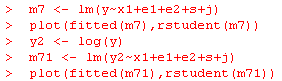 > m7 <- lm(y~x1+e1+e2+s+j)
> plot(fitted(m7),rstudent(m7))
> y2 <- log(y)
> m71 <- lm(y2~x1+e1+e2+s+j)
> plot(fitted(m71),rstudent(m71))